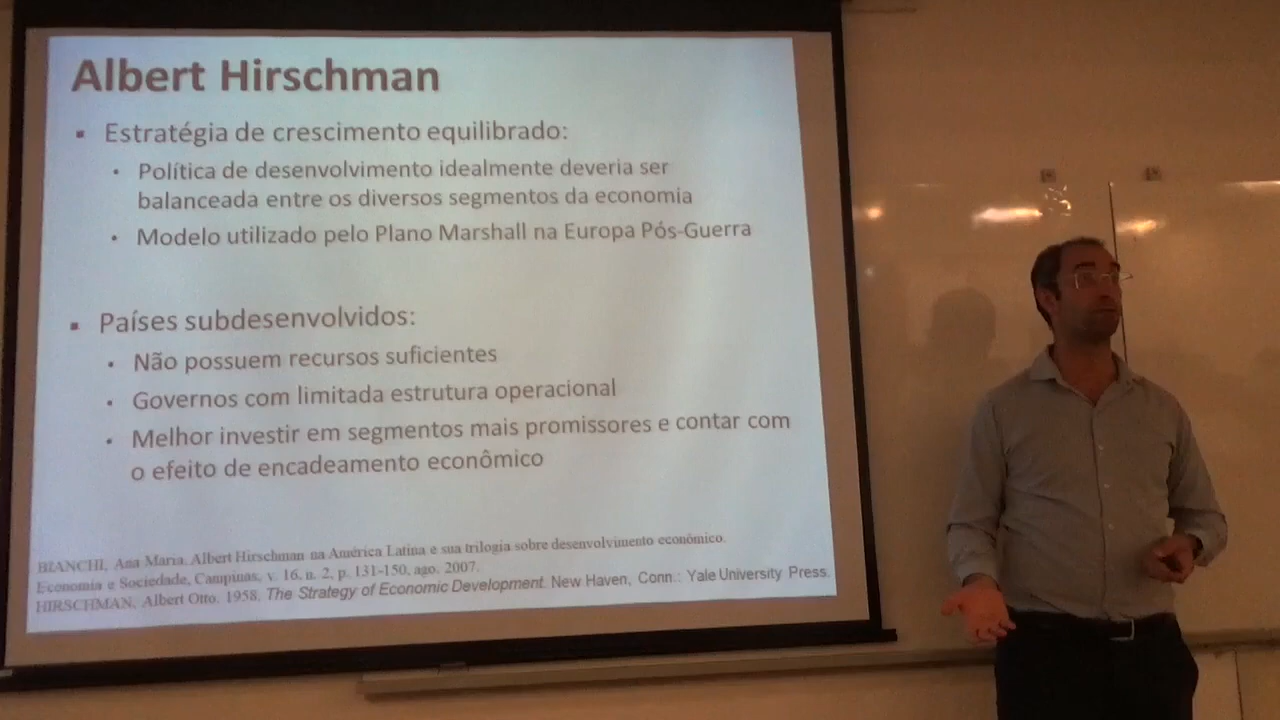 Albert Hirschman
▪ Estratégia de crescimento equilibrado:
• Política de desenvolvimento idealmente deveria ser
balanceada entre os diversos segmentos da economia
• Modelo utilizado pelo Plano Marshall na Europa Pós-Guerra
▪ Países subdesenvolvidos:
• Não possuem recursos suficientes
• Governos com limitada estrutura operacional
• Melhor investir em segmentos mais promissores e contar com
o efeito de encadeamento econômico
BIANCHI, Ana Maria. Albert Hirschman na América Latina e sua trilogia sobre desenvolvimento econômico.
Economia e Sociedade, Campinas, v. 16, n. 2, p. 131-150, ago. 2007.
HIRSCHMAN, Albert Otto. 1958. The Strategy of Economic Development. New Haven, Conn.: Yale University Press.